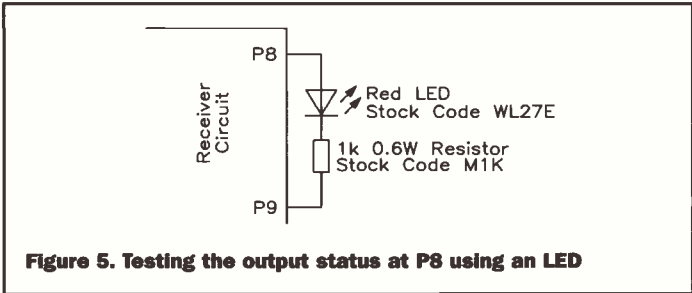 P8
Receiver
Circuit
Red LED
Stock Code WL27E
1k 0.6W Resistor
Stock Code M1K
P9
Figure 5. Testing the output status at P8 using an LED